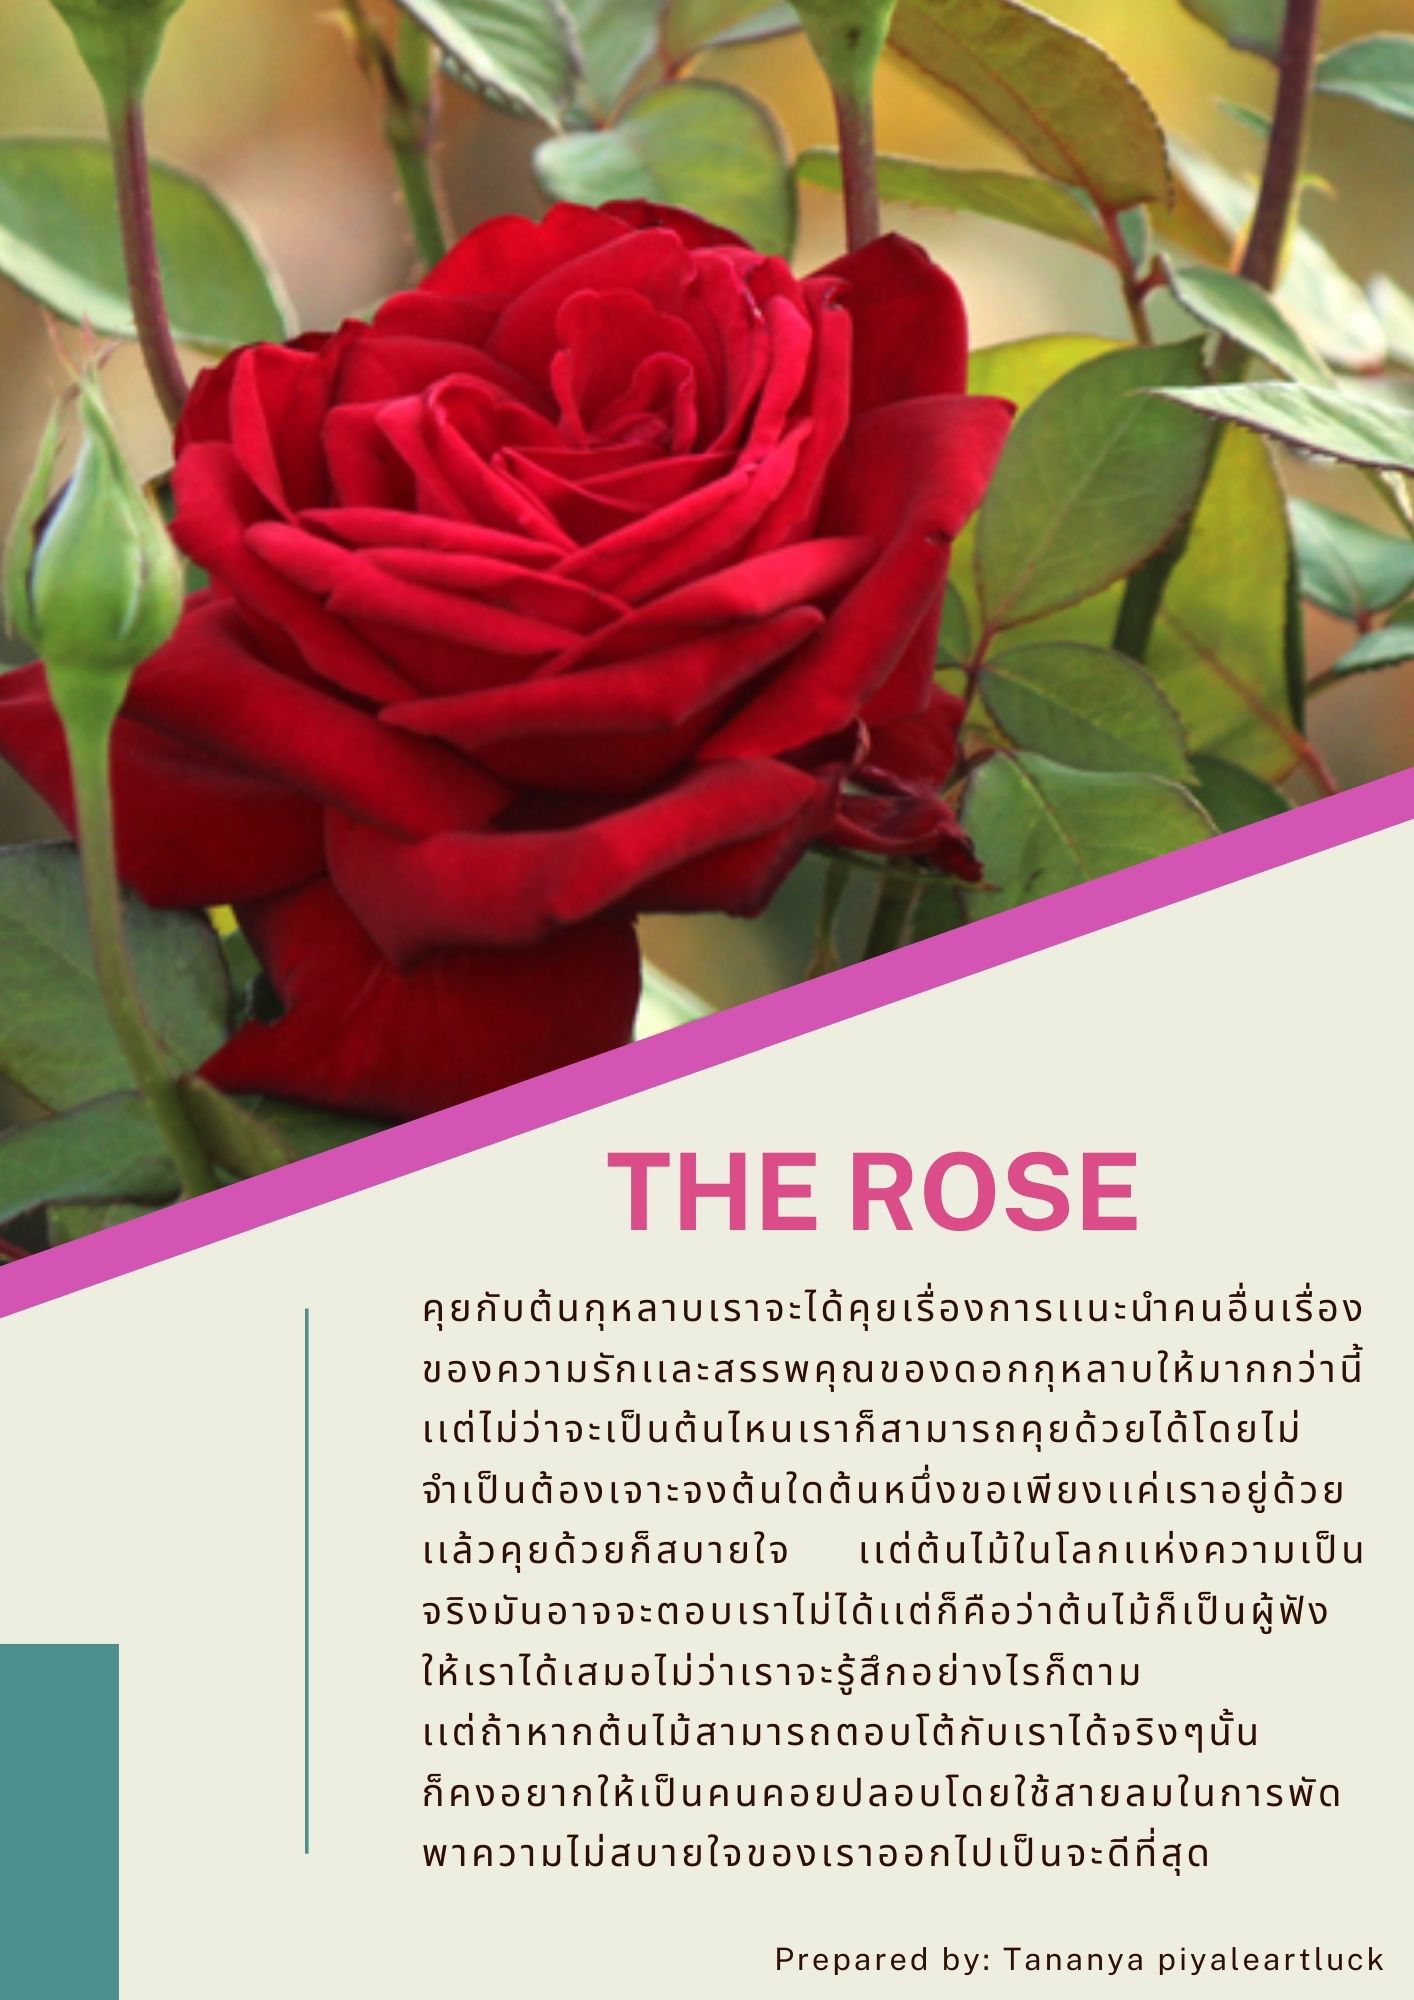 THE ROSE
คุยกับต้นกุหลาบเราจะได้คุยเรื่องการเเนะนำคนอื่นเรื่อง
ของความรักเเละสรรพคุณของดอกกุหลาบให้มากกว่านี้
เเต่ไม่ว่าจะเป็นต้นไหนเราก็สามารถคุยด้วยได้โดยไม่
จำเป็นต้องเจาะจงต้นใดต้นหนึ่งขอเพียงเเค่เราอยู่ด้วย
เเล้วคุยด้วยก็สบายใจ เเต่ต้นไม้ในโลกเเห่งความเป็น
จริงมันอาจจะตอบเราไม่ได้เเต่ก็คือว่าต้นไม้ก็เป็นผู้ฟัง
ให้เราได้เสมอไม่ว่าเราจะรู้สึกอย่างไรก็ตาม
เเต่ถ้าหากต้นไม้สามารถตอบโต้กับเราได้จริงๆนั้น
ก็คงอยากให้เป็นคนคอยปลอบโดยใช้สายลมในการพัด
พาความไม่สบายใจของเราออกไปเป็นจะดีที่สุด
Prepared by: Tananya piyaleartluck